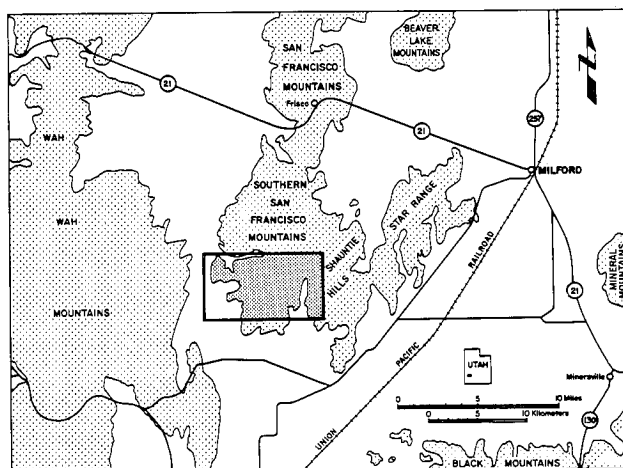 BEAVER
LAKE
MOUNTAINS
SAN
FRANCISCO
MOUNTAINS
Frisco
21
WAH
257
21
MILFORD
SOUTHERN
SAN
FRANCISCO
MOUNTAINS
STAR RANGE
WAH
SHAUNTIE
HILLS
RAILROAD
MINERAL
MOUNTAINS
21
MOUNTAINS
PACIFIC
UTAH
Minersville
0 5 10 Miles
0 5 10 Kilometers
UNION
130
BLACK MOUNTAINS